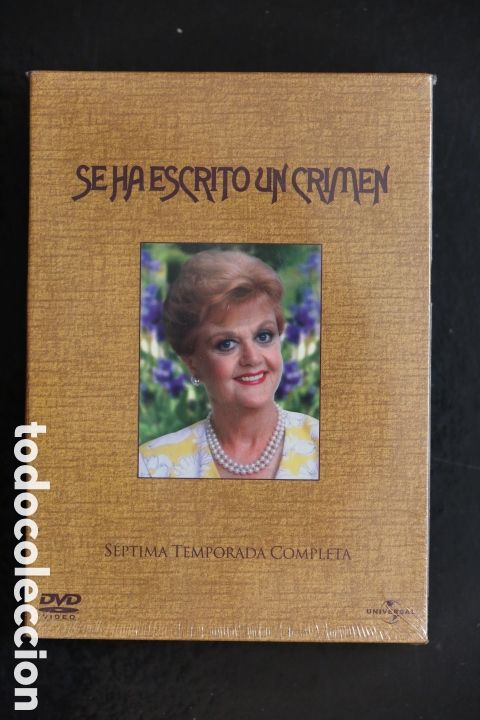 SE HA ESCRITO UN CRIMEN
SÉPTIMA TEMPORADA COMPLETA
DVD
VIDEO
UNIVERSAL
todocoleccion